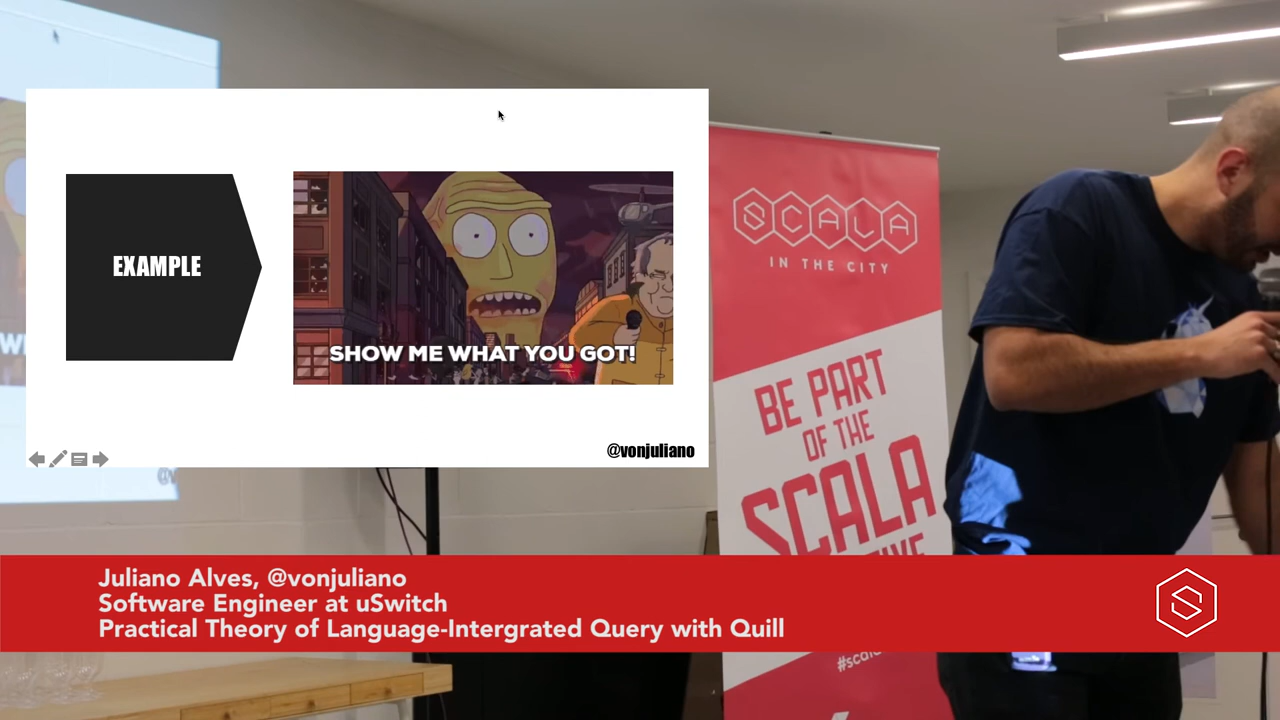 EXAMPLE
SHOW ME WHAT YOU GOT!
@vonjuliano
SCALA
IN THE CITY
BE PART
OF THE
SCALA
Juliano Alves, @vonjuliano
Software Engineer at uSwitch
Practical Theory of Language-Intergrated Query with Quill